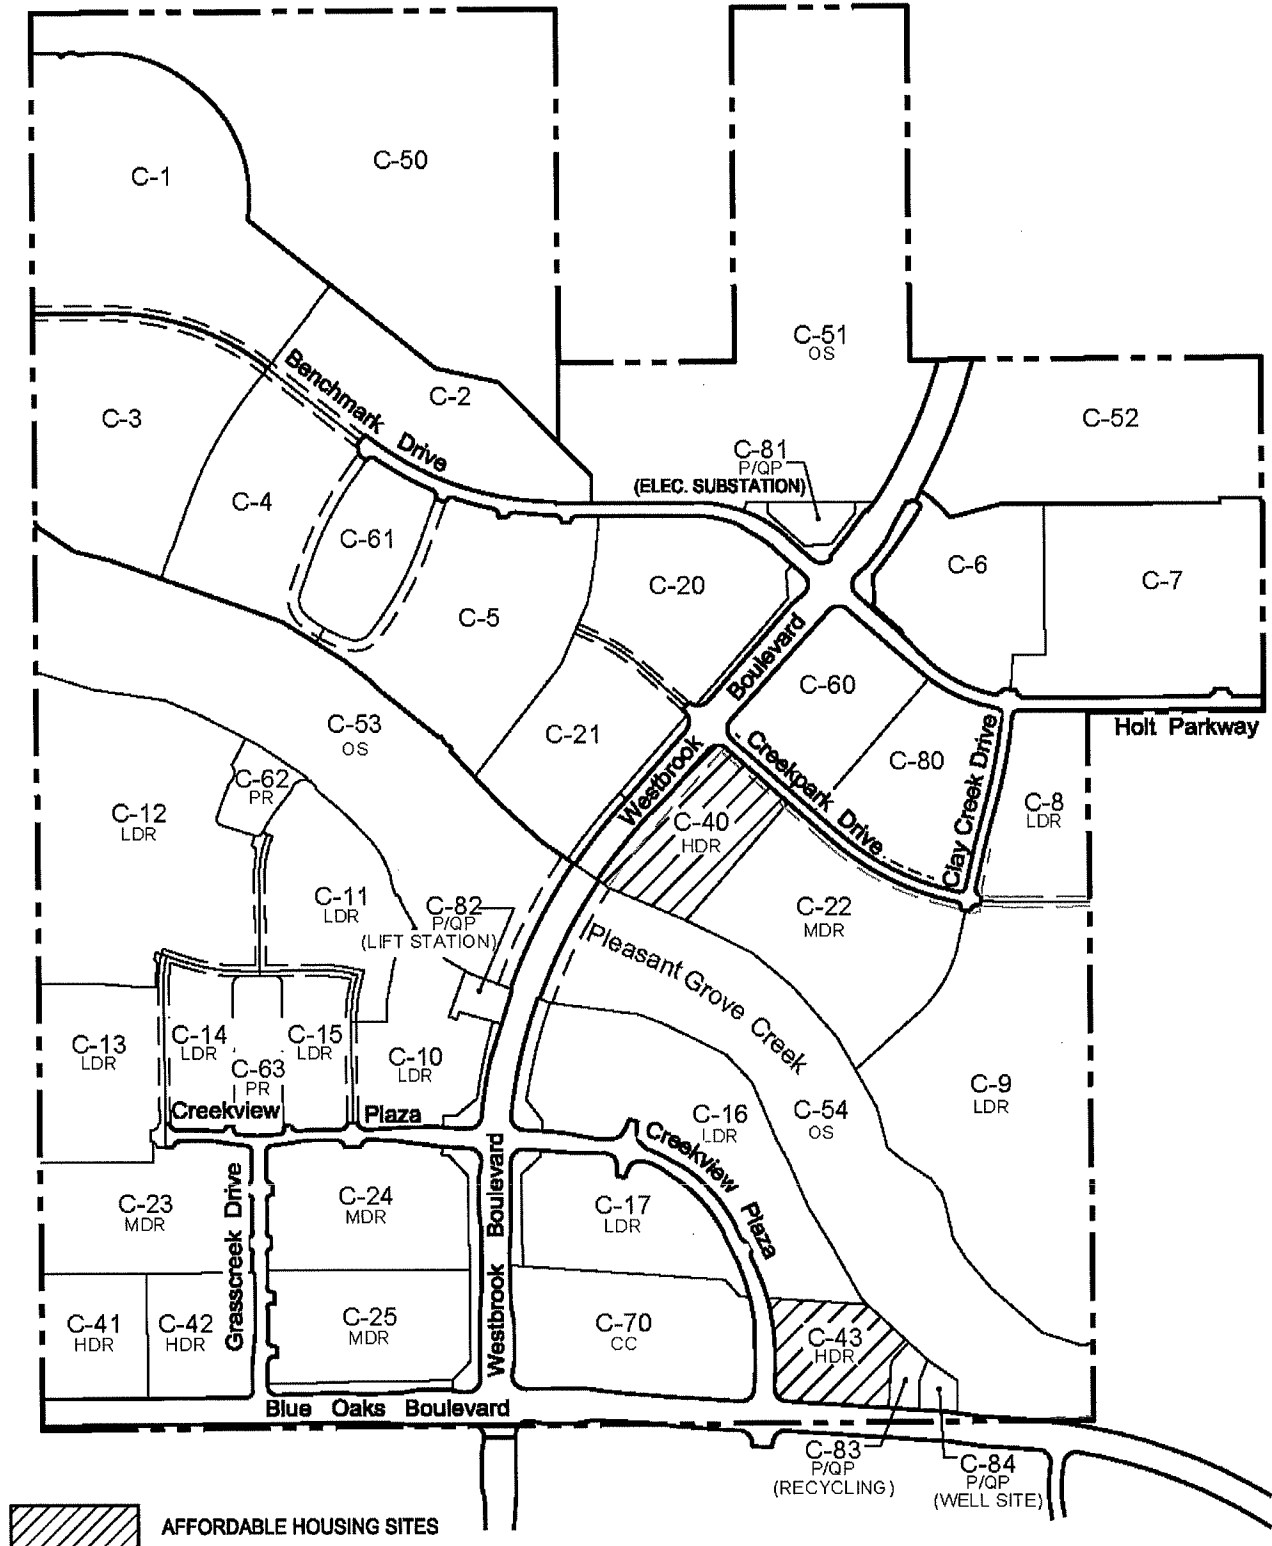 C-1
C-50
C-51
OS
C-2
C-3
Benchmark Drive
C-52
C-81
P/QP
(ELEC. SUBSTATION)
C-4
C-61
C-6
C-7
C-20
C-5
Westbrook Boulevard
C-60
C-53
OS
C-21
Holt Parkway
Creekpark Drive
C-80
Clay Creek Drive
C-62
PR
C-12
LDR
C-40
HDR
C-8
LDR
C-11
LDR
C-82
P/QP
(LIFT STATION)
C-22
MDR
Pleasant Grove Creek
C-13
LDR
C-14
LDR
C-15
LDR
C-63
PR
C-10
LDR
C-9
LDR
Creekview Plaza
C-16
LDR
C-54
OS
Creekview Plaza
C-23
MDR
Grasscreek Drive
C-24
MDR
Westbrook Boulevard
C-17
LDR
C-41
HDR
C-42
HDR
C-25
MDR
C-70
CC
C-43
HDR
Blue Oaks Boulevard
C-83
P/QP
(RECYCLING)
C-84
P/QP
(WELL SITE)
AFFORDABLE HOUSING SITES